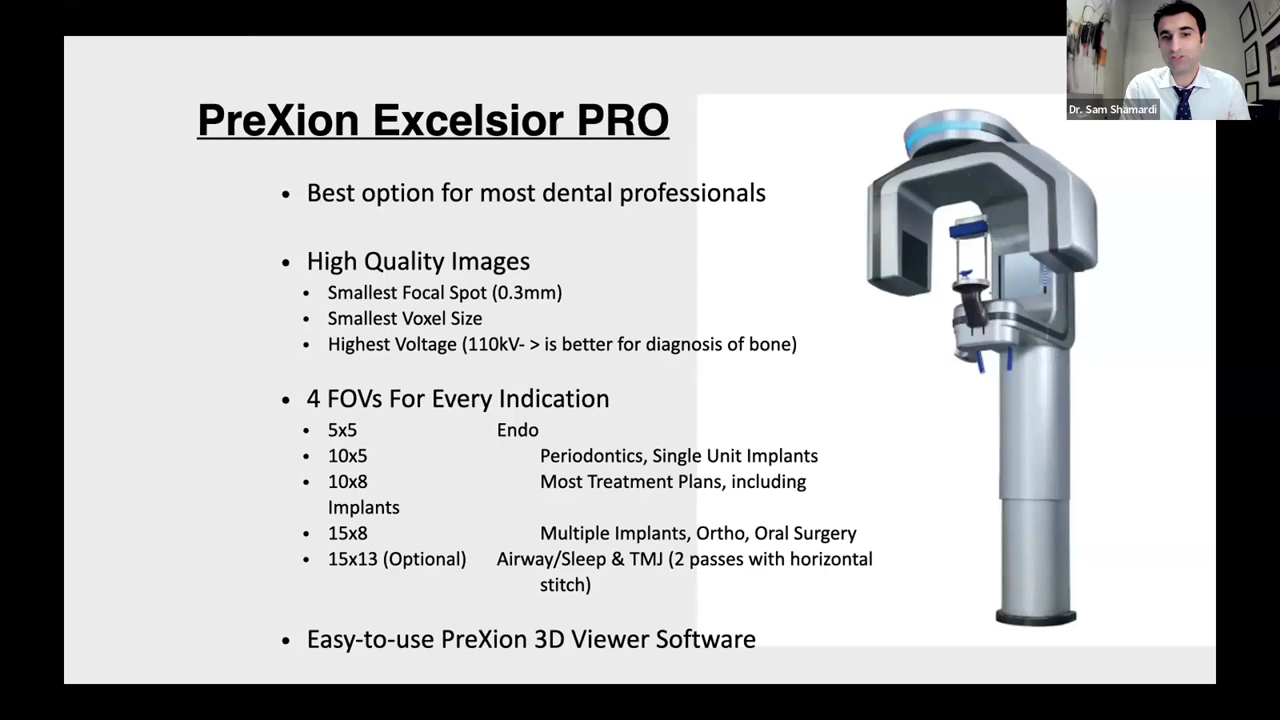 Dr. Sam Shamardi
PreXion Excelsior PRO
• Best option for most dental professionals
• High Quality Images
• Smallest Focal Spot (0.3mm)
• Smallest Voxel Size
• Highest Voltage (110kV- > is better for diagnosis of bone)
• 4 FOVs For Every Indication
• 5x5 Endo
• 10x5 Periodontics, Single Unit Implants
• 10x8 Most Treatment Plans, including
Implants
• 15x8 Multiple Implants, Ortho, Oral Surgery
• 15x13 (Optional) Airway/Sleep & TMJ (2 passes with horizontal
stitch)
• Easy-to-use PreXion 3D Viewer Software